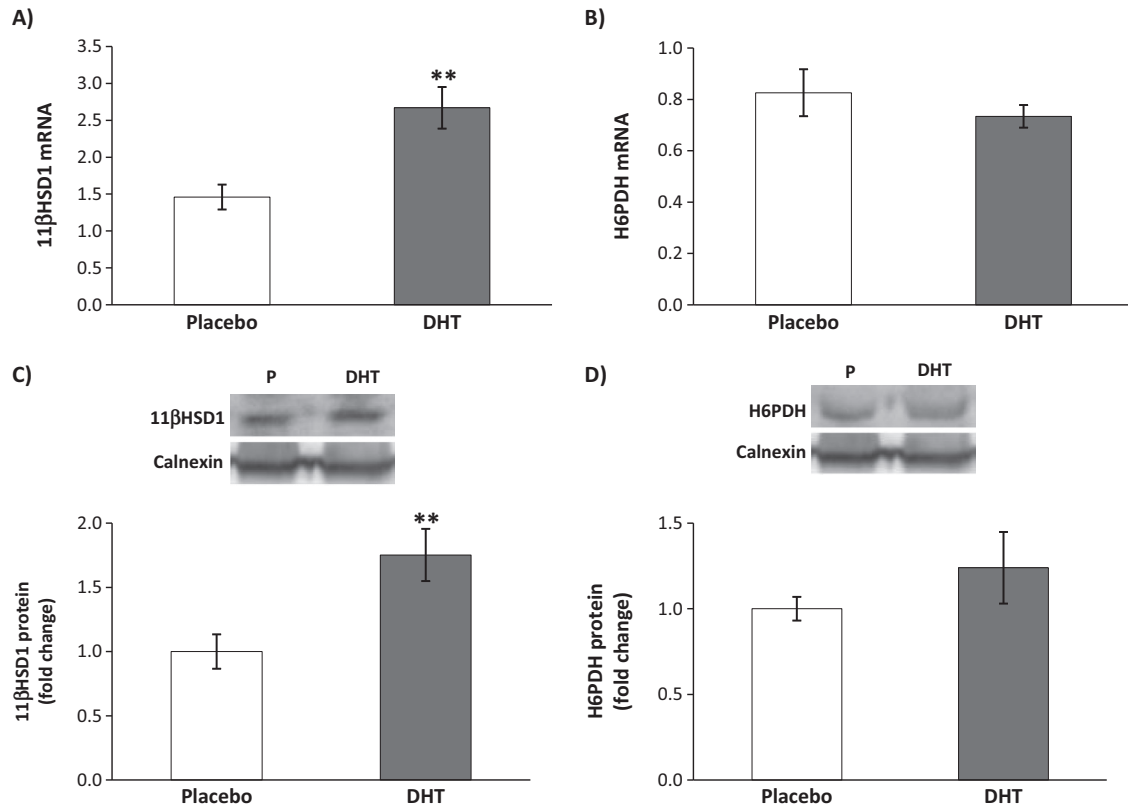 A)
3.5
3.0
2.5
2.0
1.5
1.0
0.5
0.0
11βHSD1 mRNA
**
Placebo
DHT
B)
1.0
0.8
0.6
0.4
0.2
0.0
H6PDH mRNA
Placebo
DHT
C)
P
DHT
11βHSD1
Calnexin
2.0
1.5
1.0
0.5
0.0
11βHSD1 protein
(fold change)
**
Placebo
DHT
D)
P
DHT
H6PDH
Calnexin
1.5
1.0
0.5
0.0
H6PDH protein
(fold change)
Placebo
DHT